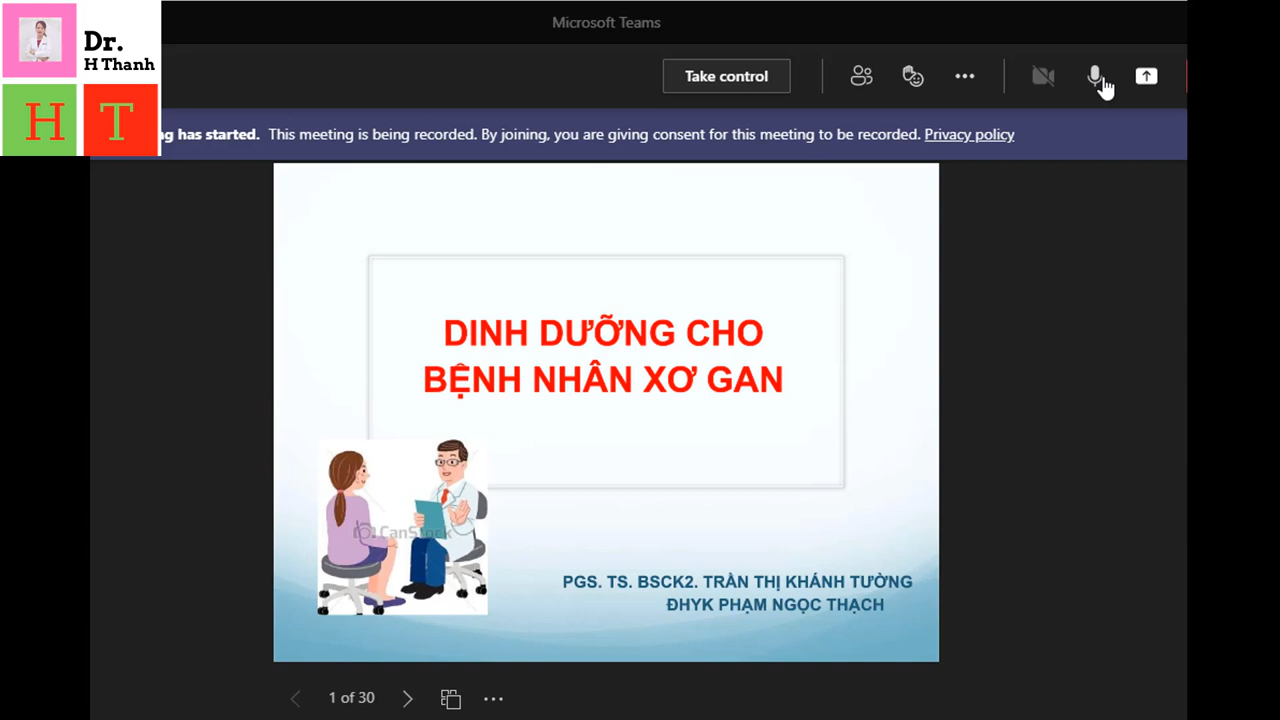 Microsoft Teams
Dr.
H Thanh
H T
Take control
g has started. This meeting is being recorded. By joining, you are giving consent for this meeting to be recorded. Privacy policy
DINH DƯỠNG CHO
BỆNH NHÂN XƠ GAN
CanStock
PGS. TS. BSCK2. TRẦN THỊ KHÁNH TƯỜNG
ĐHYK PHẠM NGỌC THẠCH
1 of 30